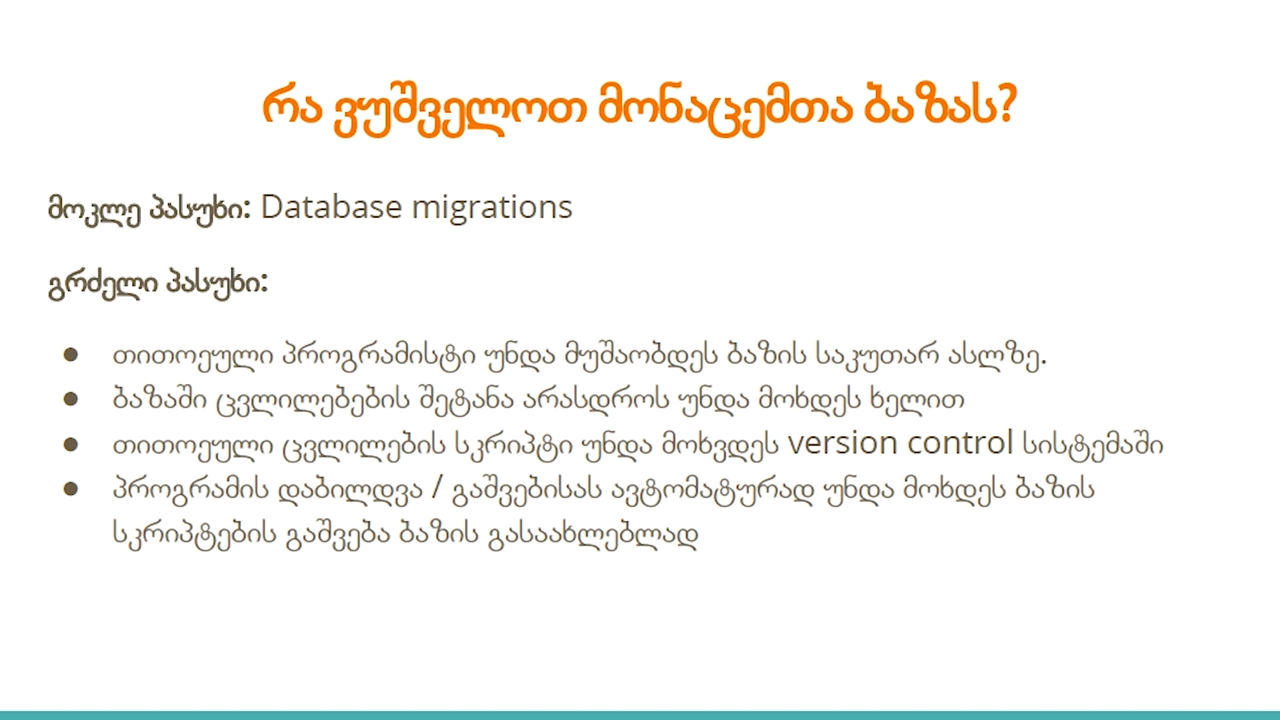 რა ვუშველოთ მონაცემთა ბაზას?
მოკლე პასუხი: Database migrations
გრძელი პასუხი:
● თითოეული პროგრამისტი უნდა მუშაობდეს ბაზის საკუთარ ასლზე.
● ბაზაში ცვლილებების შეტანა არასდროს უნდა მოხდეს ხელით
● თითოეული ცვლილების სკრიპტი უნდა მოხვდეს version control სისტემაში
● პროგრამის დაბილდვა / გაშვებისას ავტომატურად უნდა მოხდეს ბაზის
სკრიპტების გაშვება ბაზის გასაახლებლად